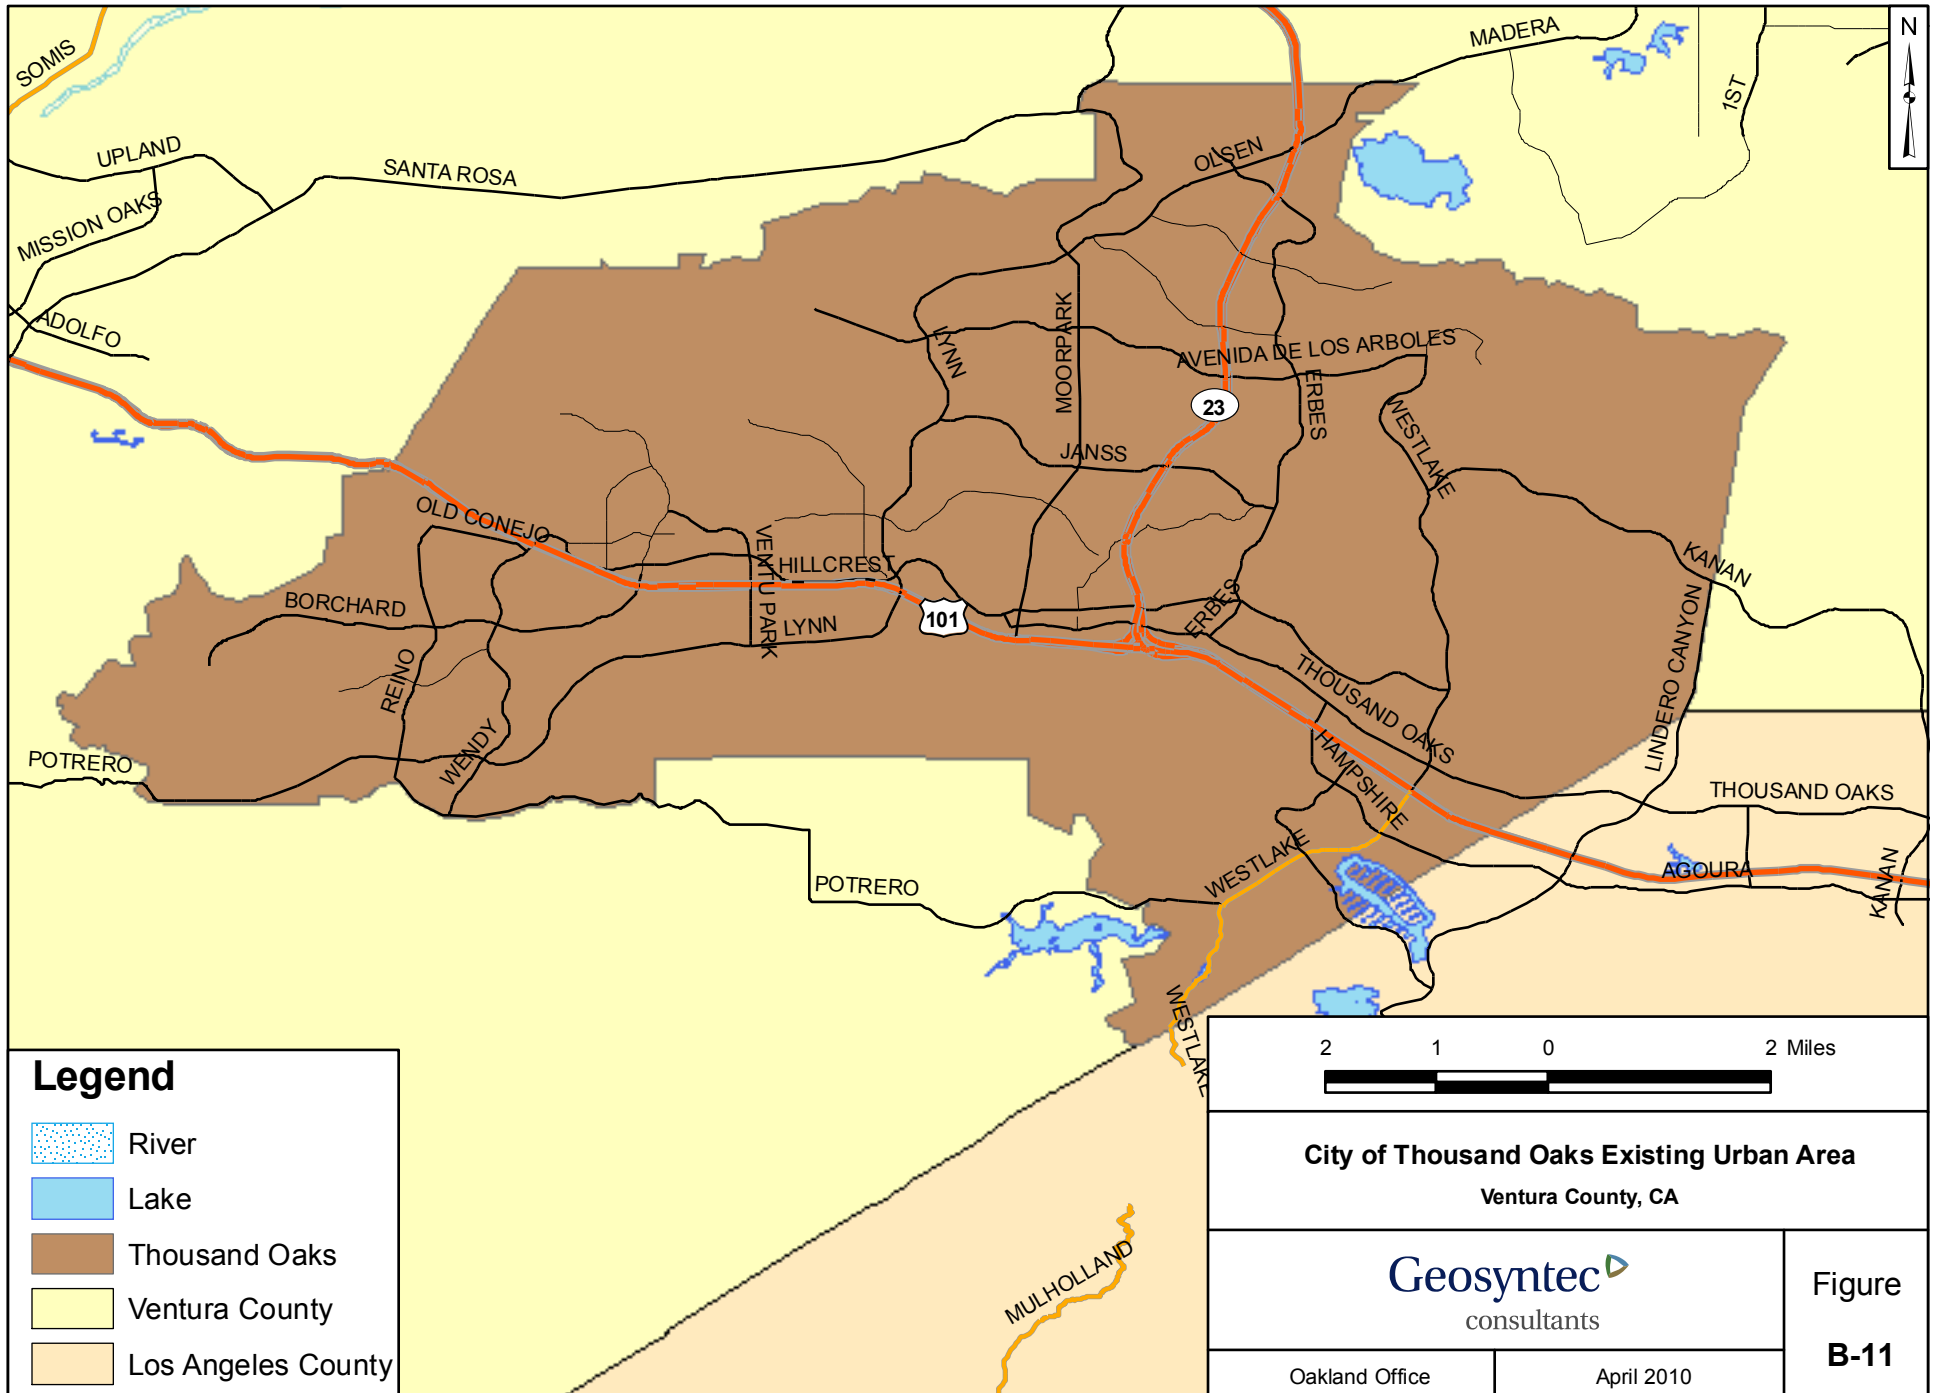 SOMIS
MADERA
N
1ST
UPLAND
SANTA ROSA
OLSEN
MISSION OAKS
ADOLFO
LYNN
MOORPARK
AVENIDA DE LOS ARBOLES
ERBES
23
WESTLAKE
JANSS
OLD CONEJO
VENTU PARK
HILLCREST
KANAN
BORCHARD
LYNN
101
ERBES
LINDERO CANYON
REINO
THOUSAND OAKS
WENDY
HAMPSHIRE
POTRERO
THOUSAND OAKS
WESTLAKE
POTRERO
AGOURA
KANAN
WESTLAKE
MULHOLLAND
Legend
River
Lake
Thousand Oaks
Ventura County
Los Angeles County
2 1 0 2 Miles
City of Thousand Oaks Existing Urban Area
Ventura County, CA
Geosyntec
consultants
Figure
B-11
Oakland Office
April 2010